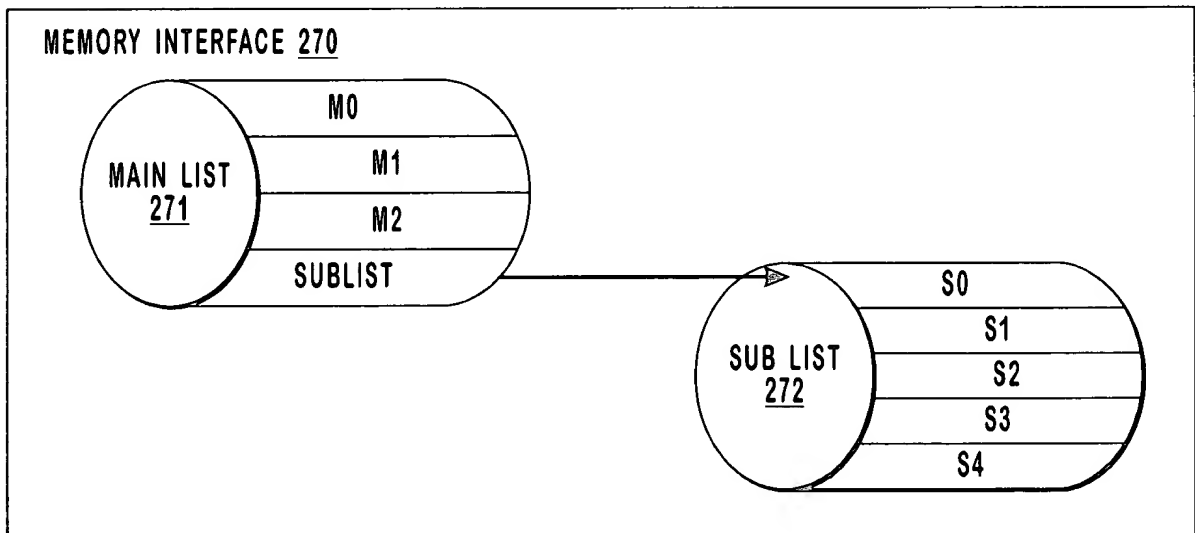 MEMORY INTERFACE 270
MAIN LIST
271
M0
M1
M2
SUBLIST
SUB LIST
272
S0
S1
S2
S3
S4